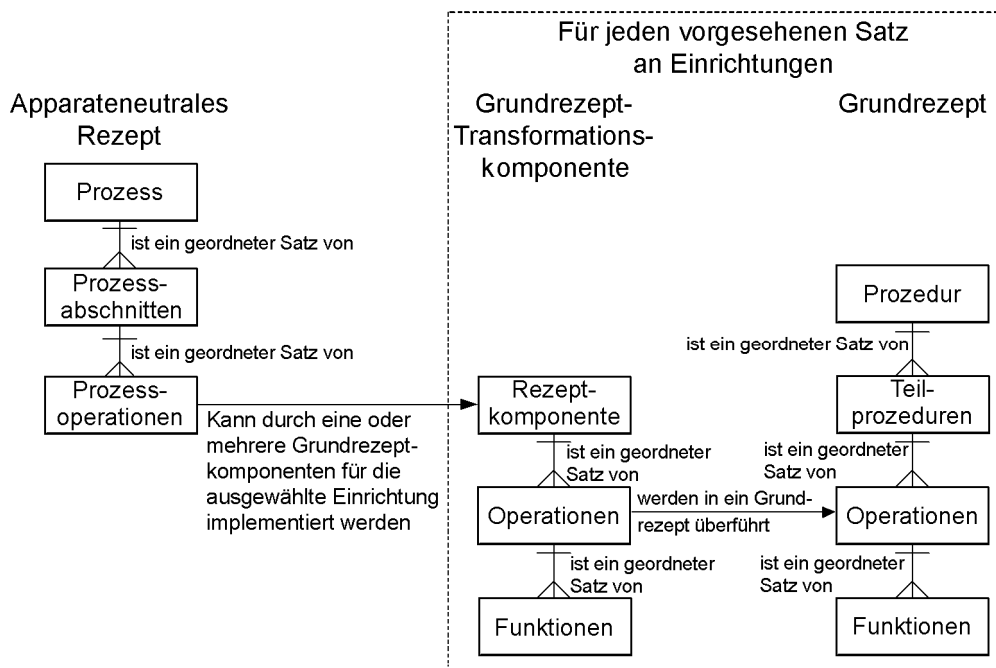 Für jeden vorgesehenen Satz
an Einrichtungen
Apparateneutrales
Rezept
Grundrezept-
Transformations-
komponente
Grundrezept
Prozess
ist ein geordneter Satz von
Prozess-
abschnitten
ist ein geordneter Satz von
Prozess-
operationen
Kann durch eine oder
mehrere Grundrezept-
komponenten für die
ausgewählte Einrichtung
implementiert werden
Rezept-
komponente
ist ein geordneter
Satz von
Operationen
werden in ein Grund-
rezept überführt
ist ein geordneter
Satz von
Funktionen
Prozedur
ist ein geordneter Satz von
Teil-
prozeduren
ist ein geordneter
Satz von
Operationen
ist ein geordneter
Satz von
Funktionen